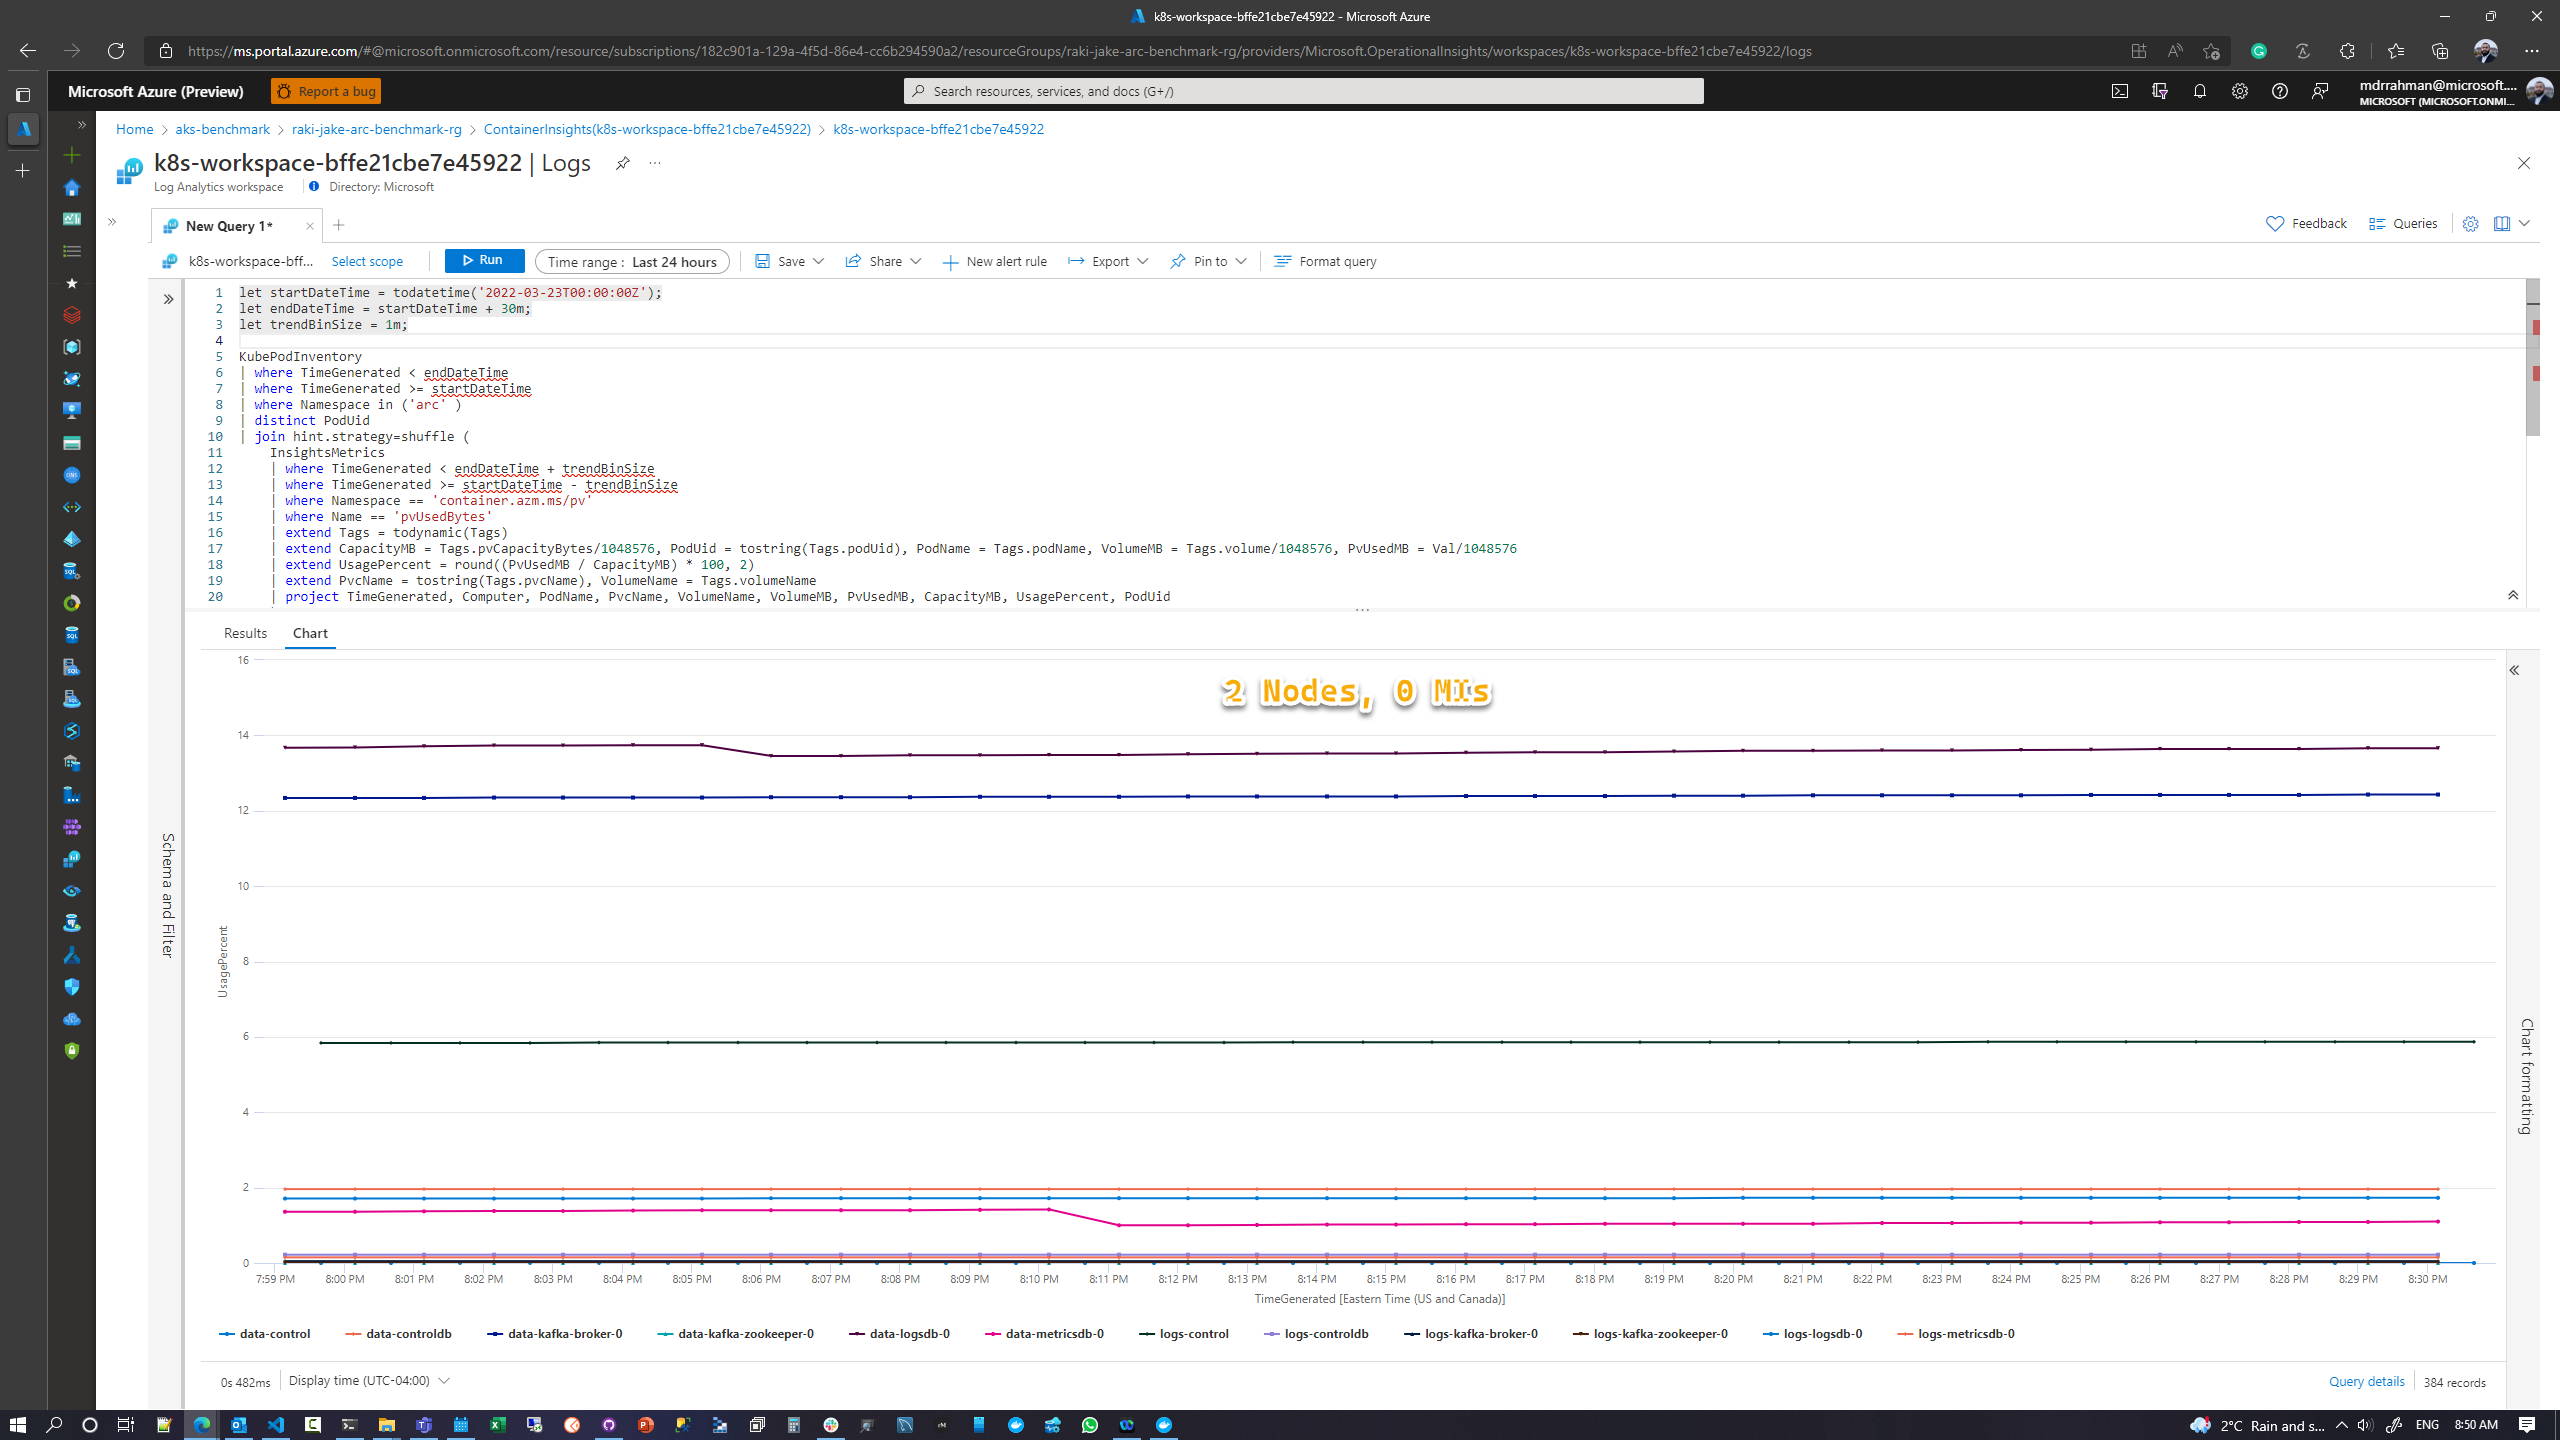 k8s-workspace-bffe21cbe7e45922 - Microsoft Azure
https://ms.portal.azure.com/#@microsoft.onmicrosoft.com/resource/subscriptions/182c901a-129a-4f5d-86e4-cc6b294590a2/resourceGroups/raki-jake-arc-benchmark-rg/providers/Microsoft.OperationalInsights/workspaces/k8s-workspace-bffe21cbe7e45922/logs
Microsoft Azure (Preview)
Report a bug
Search resources, services, and docs (G+/)
mdrrahman@microsoft....
MICROSOFT (MICROSOFT.ONMI...
Home > aks-benchmark > raki-jake-arc-benchmark-rg > ContainerInsights(k8s-workspace-bffe21cbe7e45922) > k8s-workspace-bffe21cbe7e45922
k8s-workspace-bffe21cbe7e45922 | Logs
Log Analytics workspace
Directory: Microsoft
New Query 1*
Feedback
Queries
k8s-workspace-bff...
Select scope
Run
Time range : Last 24 hours
Save
Share
New alert rule
Export
Pin to
Format query
1 let startDateTime = todatetime('2022-03-23T00:00:00Z');
2 let endDateTime = startDateTime + 30m;
3 let trendBinSize = 1m;
4
5 KubePodInventory
6 | where TimeGenerated < endDateTime
7 | where TimeGenerated >= startDateTime
8 | where Namespace in ('arc' )
9 | distinct PodUid
10 | join hint.strategy=shuffle (
11 InsightsMetrics
12 | where TimeGenerated < endDateTime + trendBinSize
13 | where TimeGenerated >= startDateTime - trendBinSize
14 | where Namespace == 'container.azm.ms/pv'
15 | where Name == 'pvUsedBytes'
16 | extend Tags = todynamic(Tags)
17 | extend CapacityMB = Tags.pvCapacityBytes/1048576, PodUid = tostring(Tags.podUid), PodName = Tags.podName, VolumeMB = Tags.volume/1048576, PvUsedMB = Val/1048576
18 | extend UsagePercent = round((PvUsedMB / CapacityMB) * 100, 2)
19 | extend PvcName = tostring(Tags.pvcName), VolumeName = Tags.volumeName
20 | project TimeGenerated, Computer, PodName, PvcName, VolumeName, VolumeMB, PvUsedMB, CapacityMB, UsagePercent, PodUid
Schema and Filter
Results
Chart
2 Nodes, 0 MIs
16
14
12
10
8
6
4
2
0
UsagePercent
7:59 PM 8:00 PM 8:01 PM 8:02 PM 8:03 PM 8:04 PM 8:05 PM 8:06 PM 8:07 PM 8:08 PM 8:09 PM 8:10 PM 8:11 PM 8:12 PM 8:13 PM 8:14 PM 8:15 PM 8:16 PM 8:17 PM 8:18 PM 8:19 PM 8:20 PM 8:21 PM 8:22 PM 8:23 PM 8:24 PM 8:25 PM 8:26 PM 8:27 PM 8:28 PM 8:29 PM 8:30 PM
TimeGenerated [Eastern Time (US and Canada)]
data-control data-controldb data-kafka-broker-0 data-kafka-zookeeper-0 data-logsdb-0 data-metricsdb-0 logs-control logs-controldb logs-kafka-broker-0 logs-kafka-zookeeper-0 logs-logsdb-0 logs-metricsdb-0
Chart formatting
0s 482ms
Display time (UTC-04:00)
Query details
384 records
2°C Rain and s...
ENG
8:50 AM